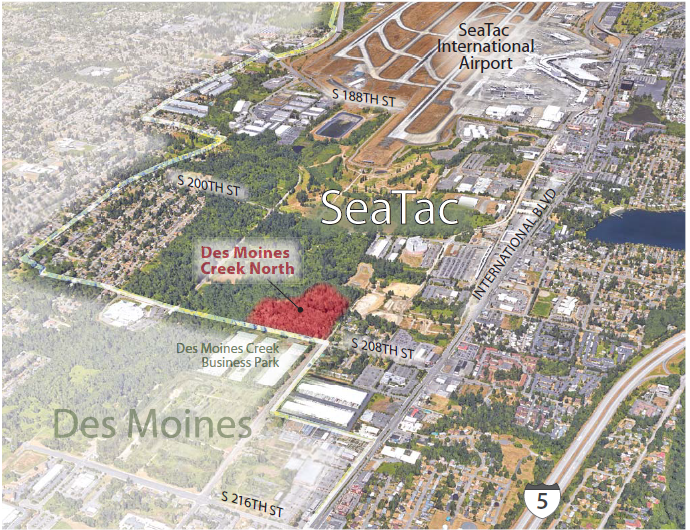 SeaTac
International
Airport
S 188TH ST
S 200TH ST
SeaTac
INTERNATIONAL BLVD
Des Moines
Creek North
S 208TH ST
Des Moines Creek
Business Park
Des Moines
S 216TH ST
5